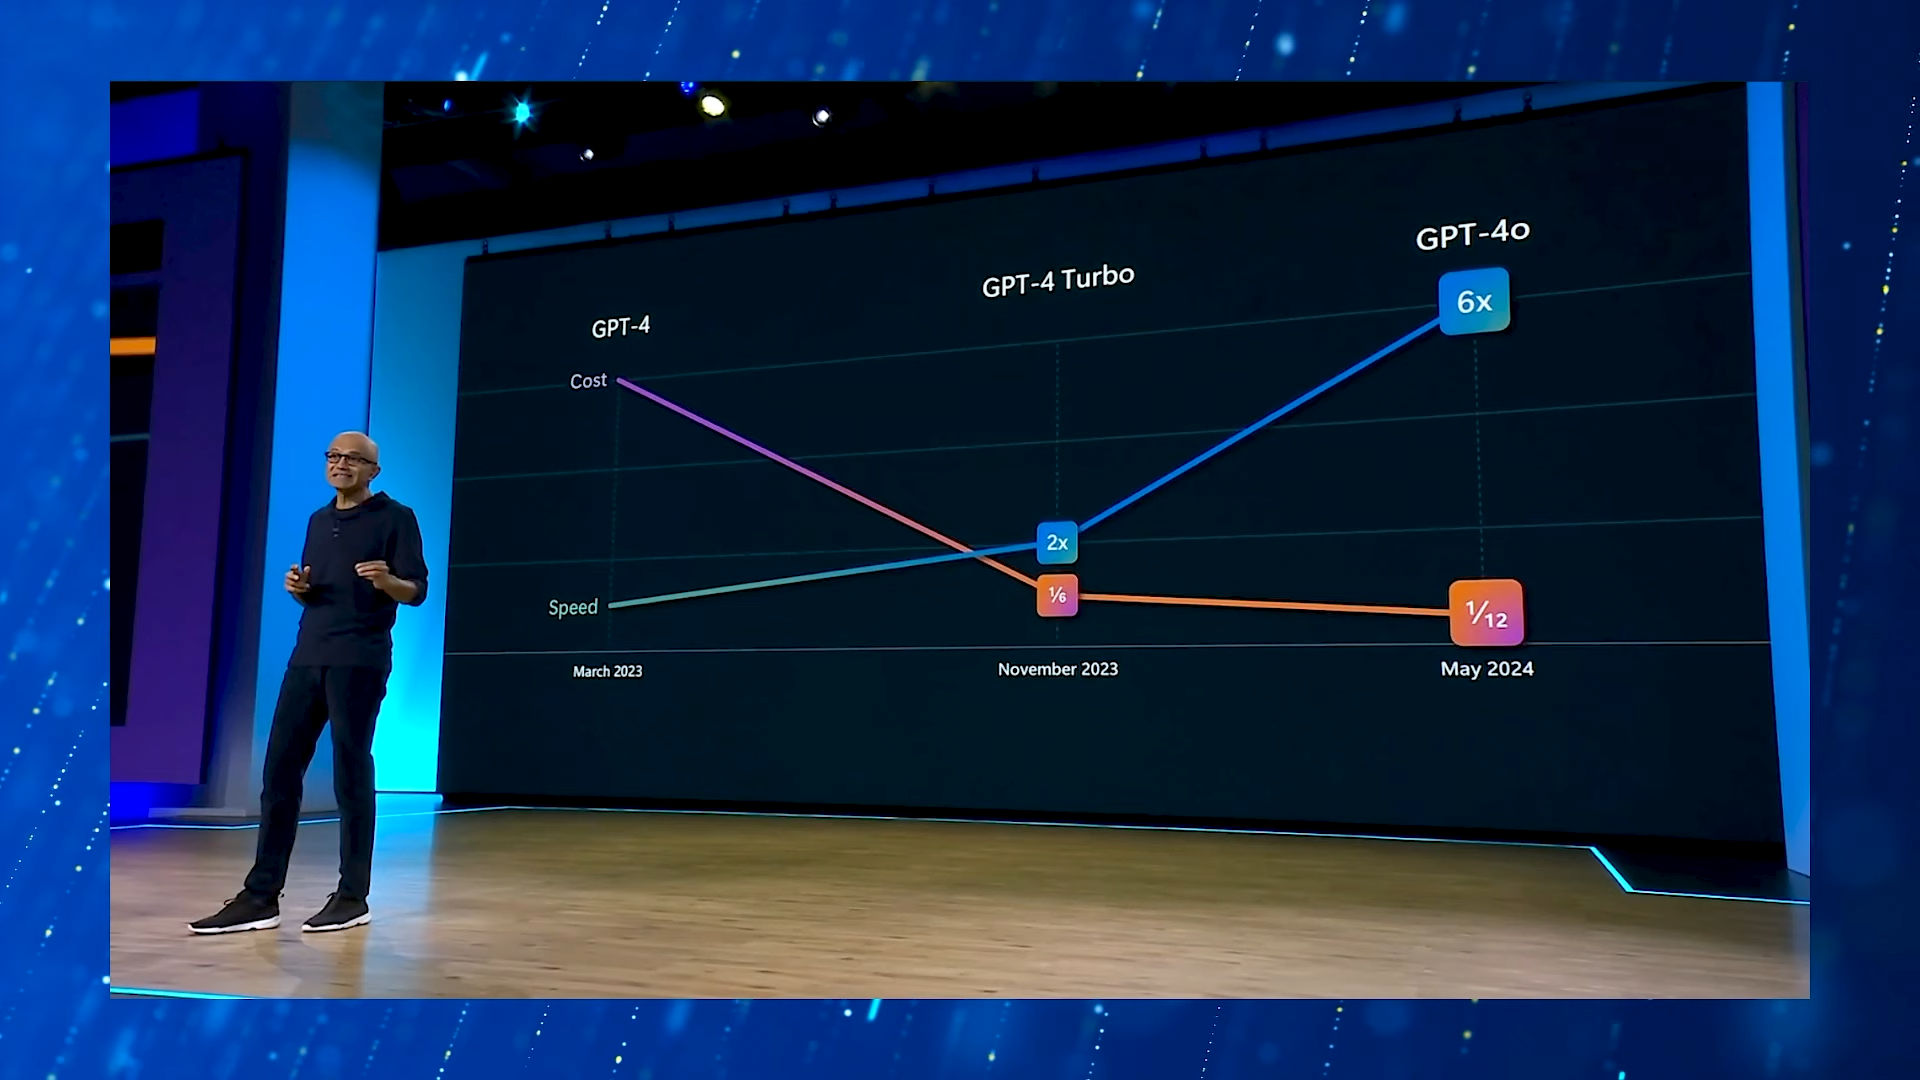 GPT-4
GPT-4 Turbo
GPT-4o
Cost
6x
2x
Speed
⅙
1/12
March 2023
November 2023
May 2024